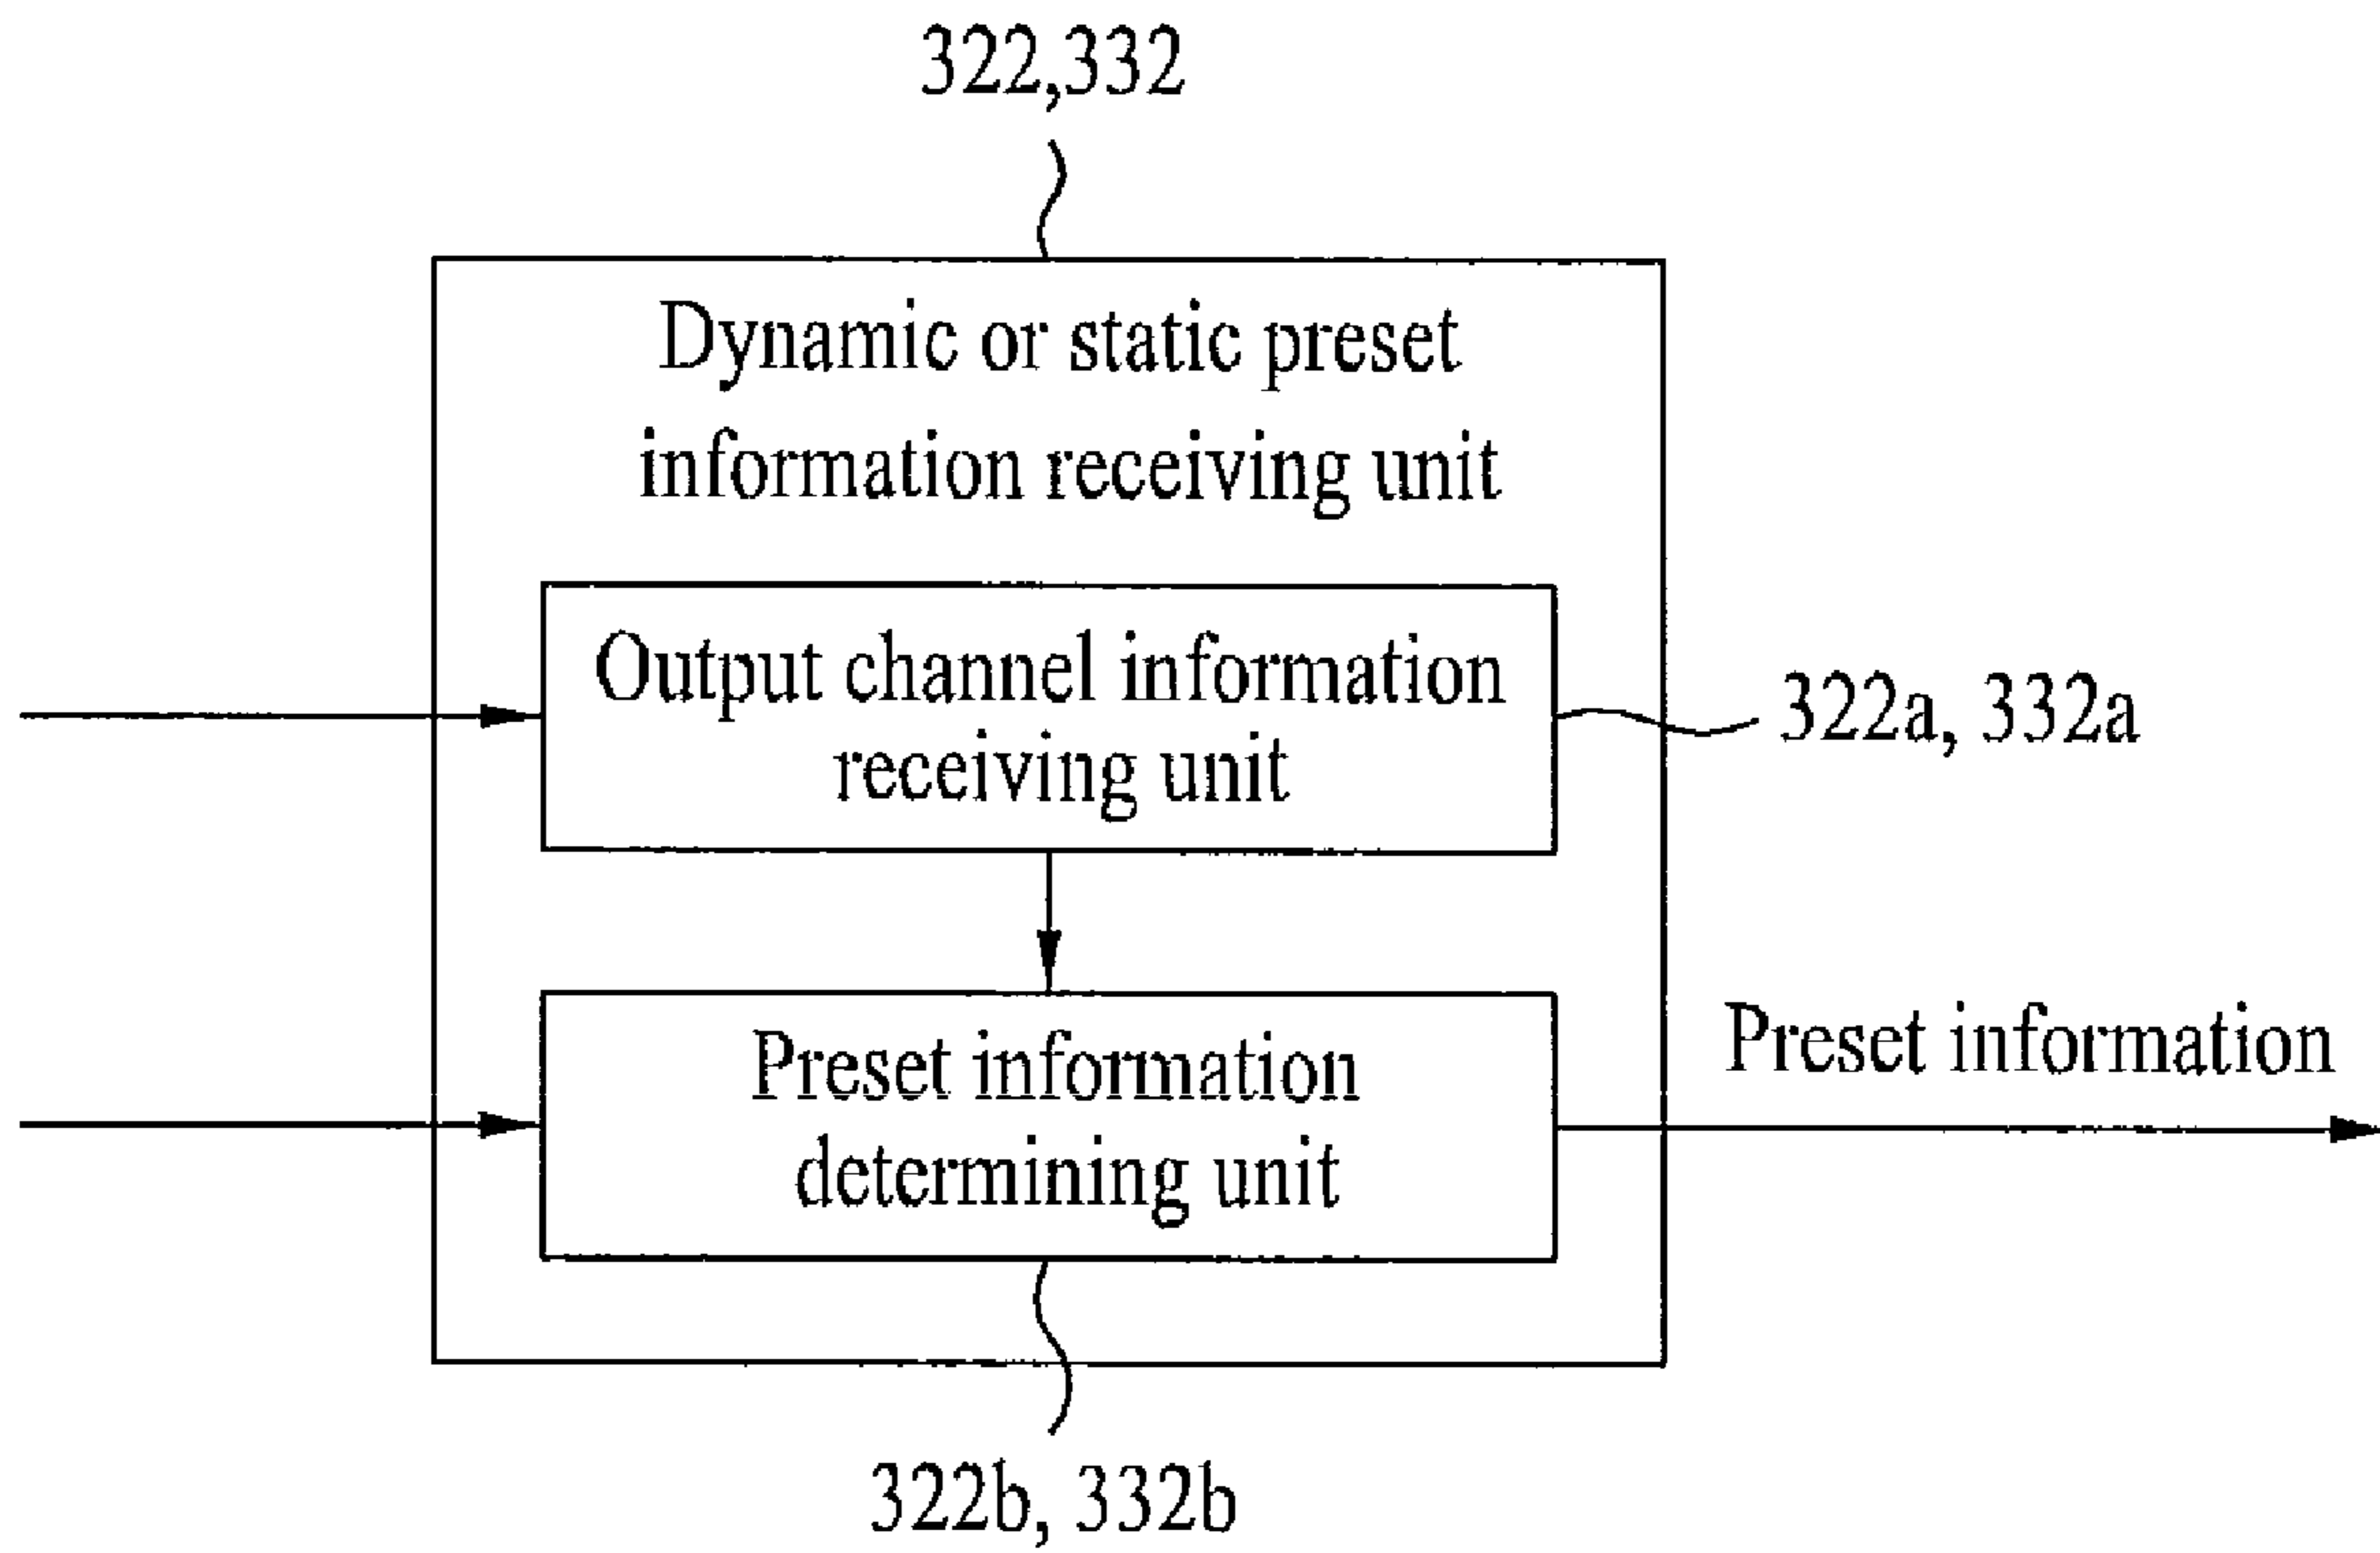 322,332
Dynamic or static preset
information receiving unit
Output channel information
receiving unit
322a, 332a
Preset information
determining unit
Preset information
322b, 332b